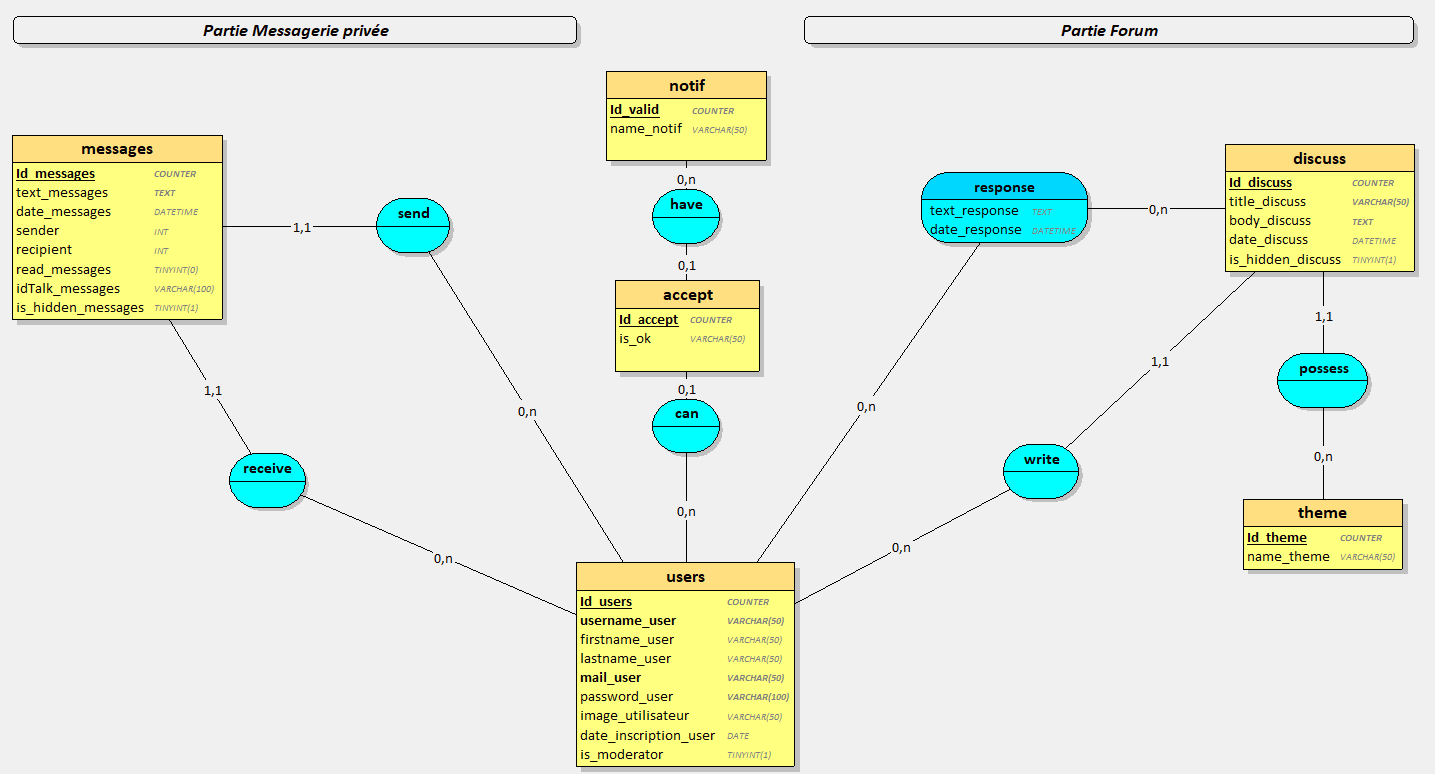 Partie Messagerie privée
Partie Forum
notif
Id_valid COUNTER
name_notif VARCHAR(50)
0,n
have
0,1
accept
Id_accept COUNTER
is_ok VARCHAR(50)
0,1
can
0,n
messages
Id_messages COUNTER
text_messages TEXT
date_messages DATETIME
sender INT
recipient INT
read_messages TINYINT(0)
idTalk_messages VARCHAR(100)
is_hidden_messages TINYINT(1)
1,1
send
0,n
1,1
receive
0,n
response
text_response TEXT
date_response DATETIME
0,n
0,n
discuss
Id_discuss COUNTER
title_discuss VARCHAR(50)
body_discuss TEXT
date_discuss DATETIME
is_hidden_discuss TINYINT(1)
1,1
possess
0,n
1,1
write
0,n
theme
Id_theme COUNTER
name_theme VARCHAR(50)
users
Id_users COUNTER
username_user VARCHAR(50)
firstname_user VARCHAR(50)
lastname_user VARCHAR(50)
mail_user VARCHAR(50)
password_user VARCHAR(100)
image_utilisateur VARCHAR(50)
date_inscription_user DATE
is_moderator TINYINT(1)